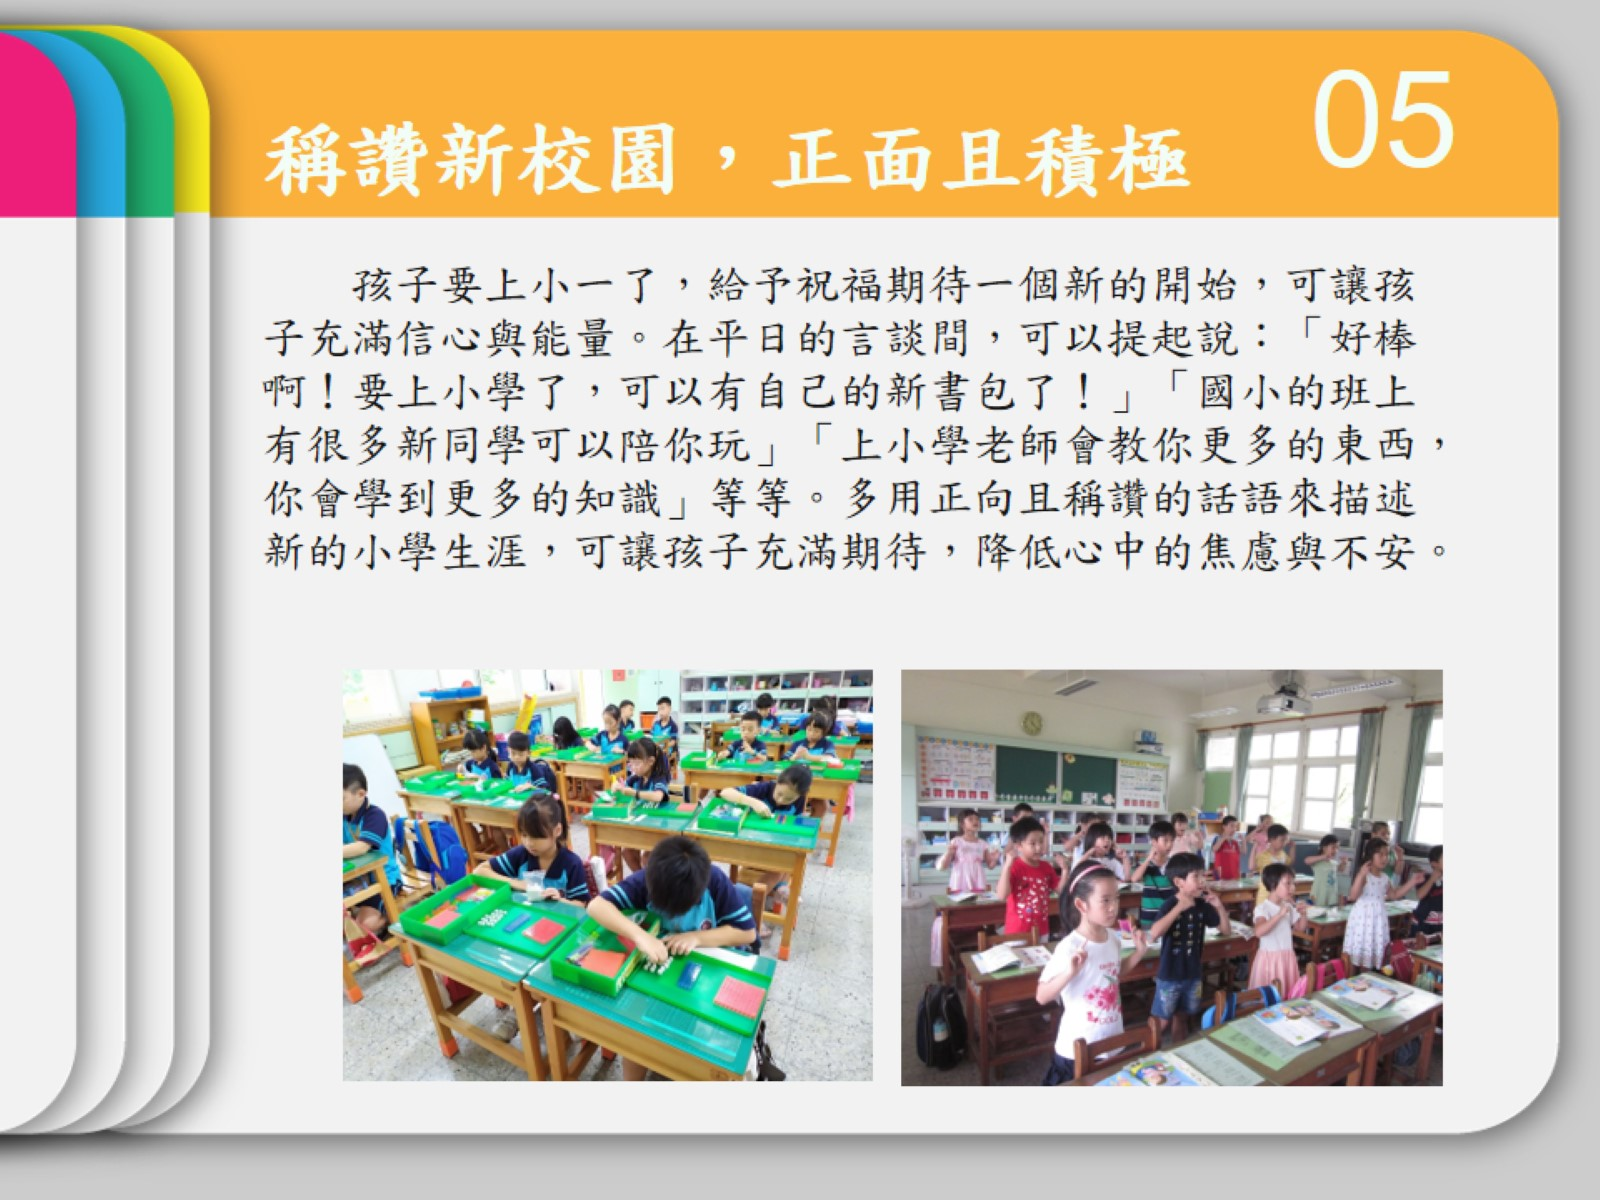 05
稱讚新校園，正面且積極
孩子要上小一了，給予祝福期待一個新的開始，可讓孩
子充滿信心與能量。在平日的言談間，可以提起說：「好棒
啊！要上小學了，可以有自己的新書包了！」「國小的班上
有很多新同學可以陪你玩」「上小學老師會教你更多的東西，
你會學到更多的知識」等等。多用正向且稱讚的話語來描述
新的小學生涯，可讓孩子充滿期待，降低心中的焦慮與不安。